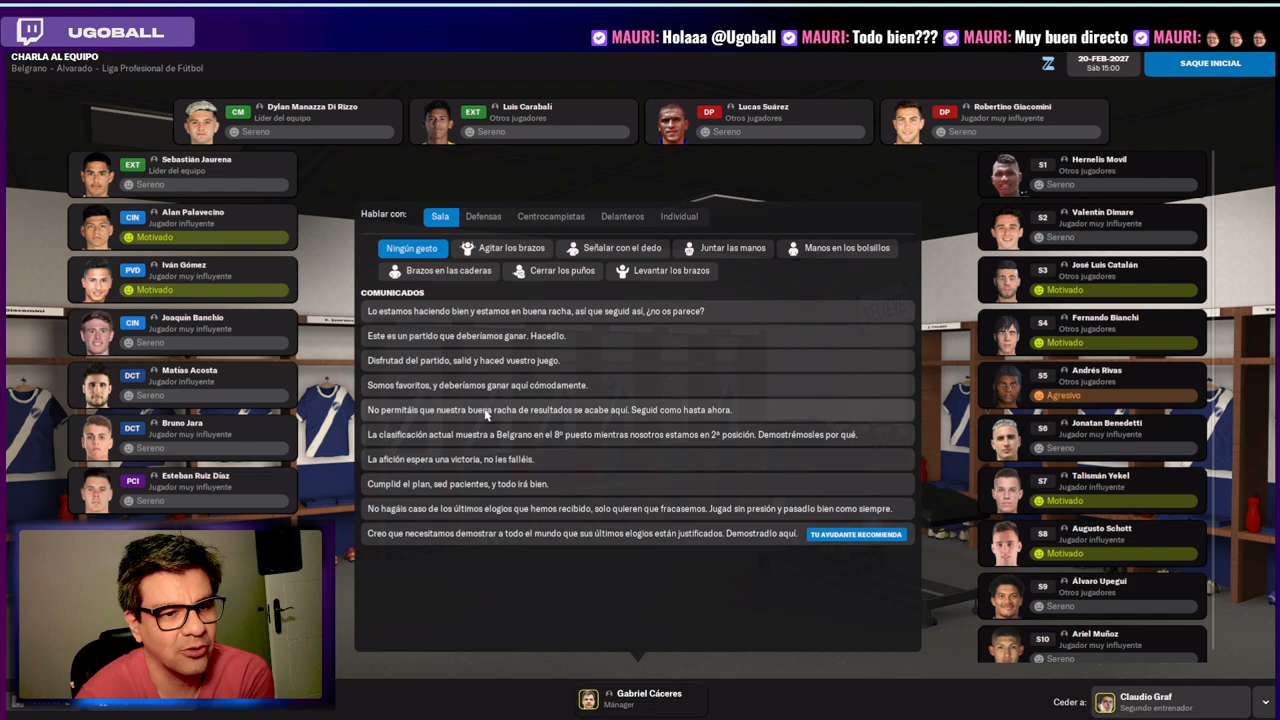 UGOBALL
MAURI: Holaaa @Ugoball MAURI: Todo bien??? MAURI: Muy buen directo MAURI:
CHARLA AL EQUIPO
Belgrano - Alvarado - Liga Profesional de Fútbol
20-FEB-2027
Sáb 15:00
SAQUE INICIAL
CM Dylan Manazza Di Rizzo
Líder del equipo
Sereno
EXT Luis Carabalí
Otros jugadores
Sereno
DP Lucas Suárez
Otros jugadores
Sereno
DP Robertino Giacomini
Jugador muy influyente
Sereno
EXT Sebastián Jaurena
Líder del equipo
Sereno
CIN Alan Palavecino
Jugador influyente
Motivado
PVD Iván Gómez
Jugador muy influyente
Motivado
CIN Joaquín Banchio
Jugador influyente
Sereno
DCT Matías Acosta
Jugador influyente
Sereno
DCT Bruno Jara
Jugador muy influyente
Sereno
PCI Esteban Ruiz Díaz
Jugador muy influyente
Sereno
Hablar con: Sala Defensas Centrocampistas Delanteros Individual
Ningún gesto Agitar los brazos Señalar con el dedo Juntar las manos Manos en los bolsillos
Brazos en las caderas Cerrar los puños Levantar los brazos
COMUNICADOS
Lo estamos haciendo bien y estamos en buena racha, así que seguid así, ¿no os parece?
Este es un partido que deberíamos ganar. Hacedlo.
Disfrutad del partido, salid y haced vuestro juego.
Somos favoritos, y deberíamos ganar aquí cómodamente.
No permitáis que nuestra buena racha de resultados se acabe aquí. Seguid como hasta ahora.
La clasificación actual muestra a Belgrano en el 8º puesto mientras nosotros estamos en 2ª posición. Demostrémosles por qué.
La afición espera una victoria, no les falléis.
Cumplid el plan, sed pacientes, y todo irá bien.
No hagáis caso de los últimos elogios que hemos recibido, solo quieren que fracasemos. Jugad sin presión y pasadlo bien como siempre.
Creo que necesitamos demostrar a todo el mundo que sus últimos elogios están justificados. Demostradlo aquí. TU AYUDANTE RECOMIENDA
S1 Hernelis Movil
Otros jugadores
Sereno
S2 Valentín Dimare
Jugador muy influyente
Sereno
S3 José Luis Catalán
Otros jugadores
Motivado
S4 Fernando Bianchi
Otros jugadores
Motivado
S5 Andrés Rivas
Otros jugadores
Agresivo
S6 Jonatan Benedetti
Otros jugadores
Sereno
S7 Talismán Yekel
Jugador muy influyente
Motivado
S8 Augusto Schott
Jugador muy influyente
Motivado
S9 Álvaro Upegui
Otros jugadores
Sereno
S10 Ariel Muñoz
Jugador muy influyente
Sereno
Gabriel Cáceres
Mánager
Ceder a: Claudio Graf
Segundo entrenador